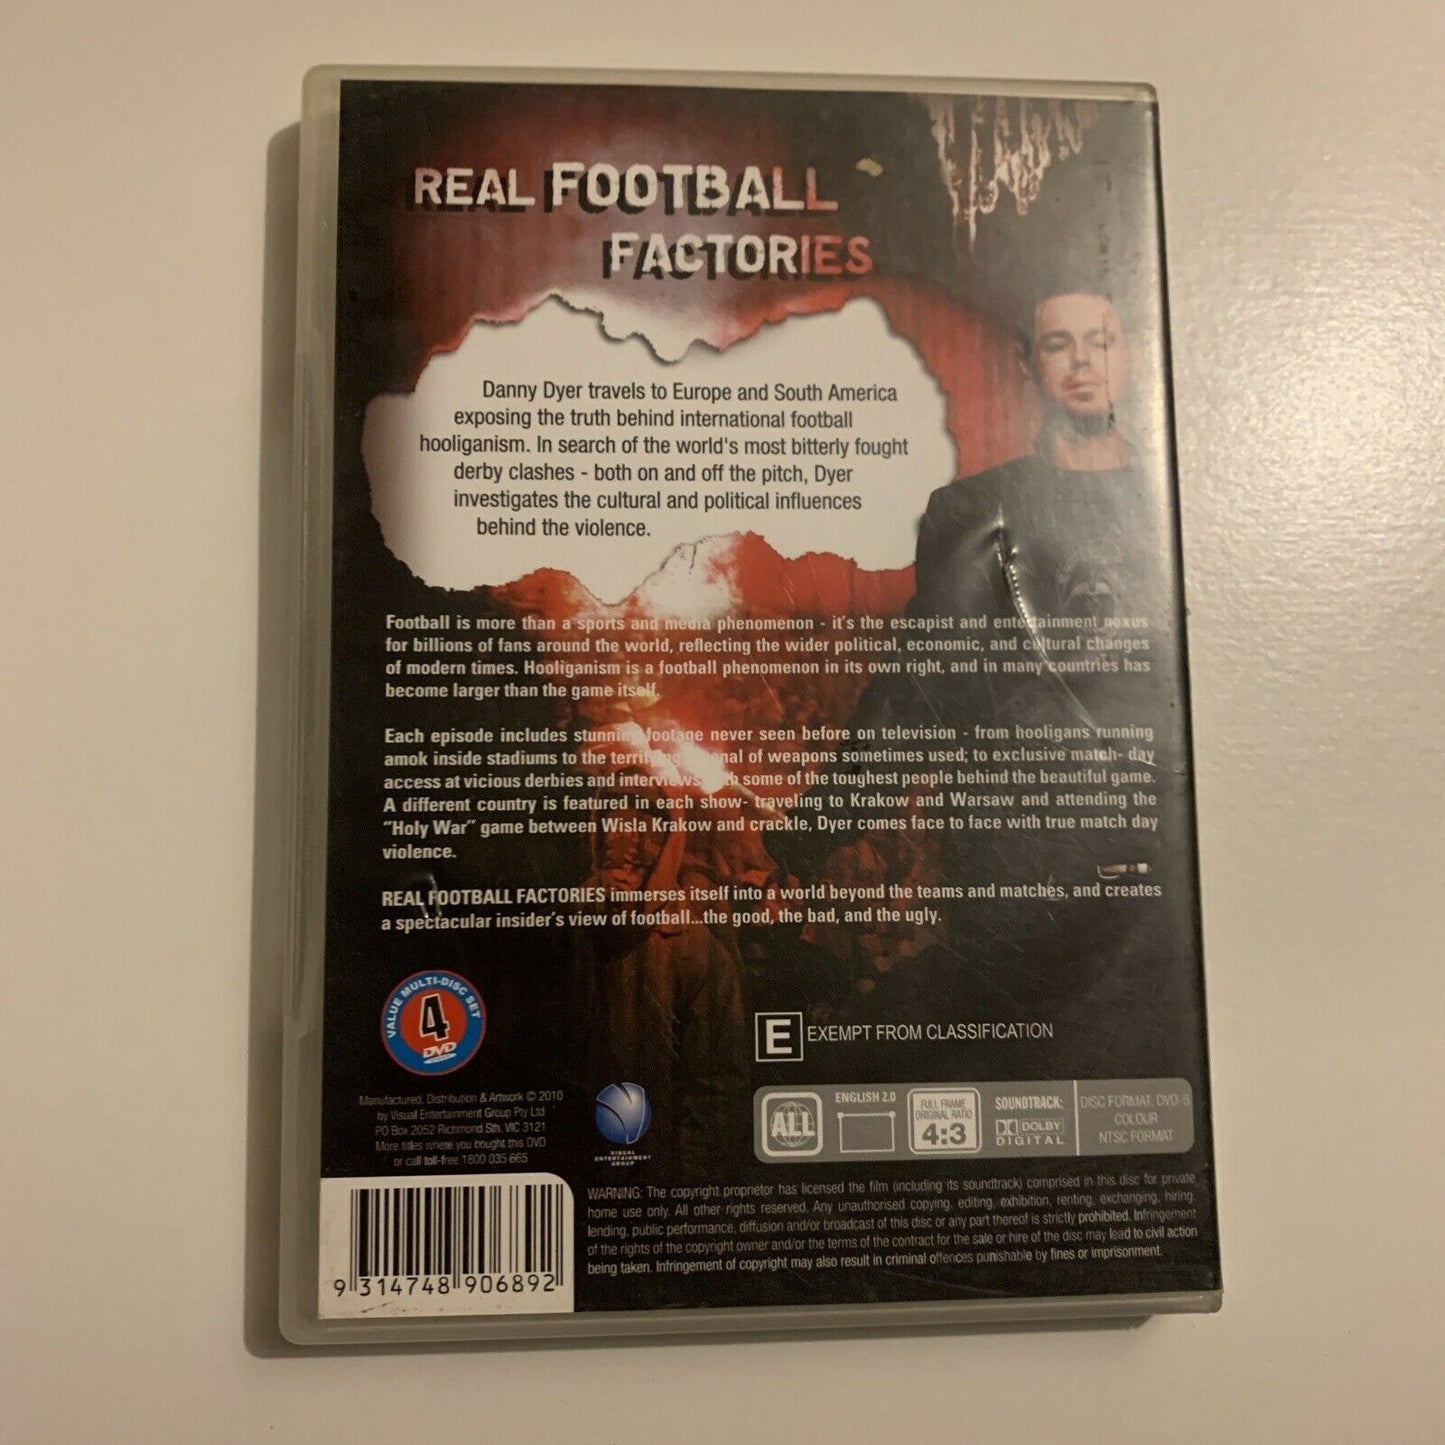 REAL FOOTBALL
FACTORIES
Danny Dyer travels to Europe and South America
exposing the truth behind international football
hooliganism. In search of the world's most bitterly fought
derby clashes - both on and off the pitch, Dyer
investigates the cultural and political influences
behind the violence.
Football is more than a sports and media phenomenon - it's the escapist and entertainment nexus
for billions of fans around the world, reflecting the wider political, economic, and cultural changes
of modern times. Hooliganism is a football phenomenon in its own right, and in many countries has
become larger than the game itself.
Each episode includes stunning footage never seen before on television - from hooligans running
amok inside stadiums to the terrifying arsenal of weapons sometimes used; to exclusive match- day
access at vicious derbies and interviews with some of the toughest people behind the beautiful game.
A different country is featured in each show- traveling to Krakow and Warsaw and attending the
"Holy War" game between Wisla Krakow and crackle, Dyer comes face to face with true match day
violence.
REAL FOOTBALL FACTORIES immerses itself into a world beyond the teams and matches, and creates
a spectacular insider's view of football...the good, the bad, and the ugly.
VALUE MULTI-DISC SET
4
DVD
E EXEMPT FROM CLASSIFICATION
Manufactured, Distribution & Artwork © 2010
by Visual Entertainment Group Pty Ltd
PO Box 2052 Richmond Sth. VIC 3121
More titles where you bought this DVD
or call toll-free 1800 035 665
VISUAL
ENTERTAINMENT
GROUP
ALL
ENGLISH 2.0
FULL FRAME
ORIGINAL RATIO
4:3
SOUNDTRACK:
DOLBY
DIGITAL
DISC FORMAT, DVD-5
COLOUR
NTSC FORMAT
WARNING: The copyright proprietor has licensed the film (including its soundtrack) comprised in this disc for private
home use only. All other rights reserved. Any unauthorised copying, editing, exhibition, renting, exchanging, hiring,
lending, public performance, diffusion and/or broadcast of this disc or any part thereof is strictly prohibited. Infringement
of the rights of the copyright owner and/or the terms of the contract for the sale or hire of the disc may lead to civil action
being taken. Infringement of copyright may also result in criminal offences punishable by fines or imprisonment.
9 314748 906892